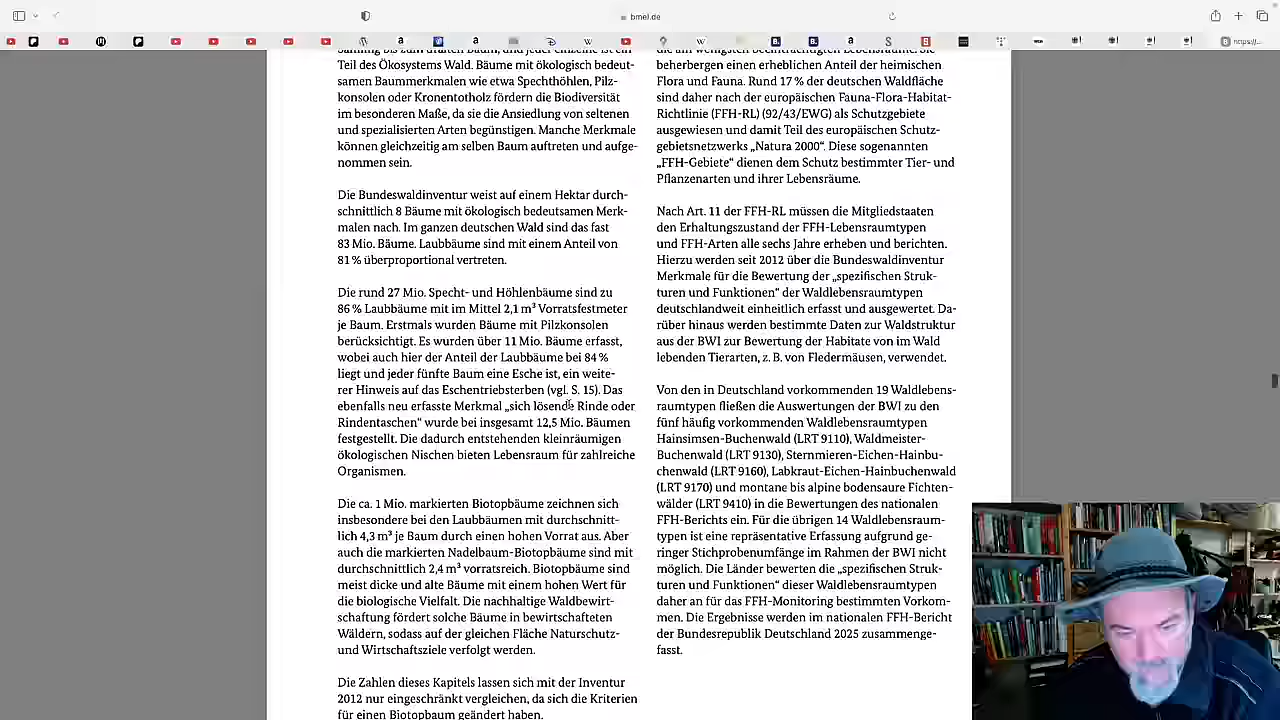 bmel.de
https://...
Sämling bis zum uralten Baum, und jeder einzelne ist ein
Teil des Ökosystems Wald. Bäume mit ökologisch bedeut-
samen Baummerkmalen wie etwa Spechthöhlen, Pilz-
konsolen oder Kronentotholz fördern die Biodiversität
im besonderen Maße, da sie die Ansiedlung von seltenen
und spezialisierten Arten begünstigen. Manche Merkmale
können gleichzeitig am selben Baum auftreten und aufge-
nommen sein.
Die Bundeswaldinventur weist auf einem Hektar durch-
schnittlich 8 Bäume mit ökologisch bedeutsamen Merk-
malen nach. Im ganzen deutschen Wald sind das fast
83 Mio. Bäume. Laubbäume sind mit einem Anteil von
81 % überproportional vertreten.
Die rund 27 Mio. Specht- und Höhlenbäume sind zu
86 % Laubbäume mit im Mittel 2,1 m³ Vorratsfestmeter
je Baum. Erstmals wurden Bäume mit Pilzkonsolen
berücksichtigt. Es wurden über 11 Mio. Bäume erfasst,
wobei auch hier der Anteil der Laubbäume bei 84 %
liegt und jeder fünfte Baum eine Esche ist, ein weite-
rer Hinweis auf das Eschentriebsterben (vgl. S. 15). Das
ebenfalls neu erfasste Merkmal „sich lösende Rinde oder
Rindentaschen“ wurde bei insgesamt 12,5 Mio. Bäumen
festgestellt. Die dadurch entstehenden kleinräumigen
ökologischen Nischen bieten Lebensraum für zahlreiche
Organismen.
Die ca. 1 Mio. markierten Biotopbäume zeichnen sich
insbesondere bei den Laubbäumen mit durchschnitt-
lich 4,3 m³ je Baum durch einen hohen Vorrat aus. Aber
auch die markierten Nadelbaum-Biotopbäume sind mit
durchschnittlich 2,4 m³ vorratsreich. Biotopbäume sind
meist dicke und alte Bäume mit einem hohen Wert für
die biologische Vielfalt. Die nachhaltige Waldbewirt-
schaftung fördert solche Bäume in bewirtschafteten
Wäldern, sodass auf der gleichen Fläche Naturschutz-
und Wirtschaftsziele verfolgt werden.
Die Zahlen dieses Kapitels lassen sich mit der Inventur
2012 nur eingeschränkt vergleichen, da sich die Kriterien
für einen Biotopbaum geändert haben.
die am wenigsten beeinträchtigten Lebensräume. Sie
beherbergen einen erheblichen Anteil der heimischen
Flora und Fauna. Rund 17 % der deutschen Waldfläche
sind daher nach der europäischen Fauna-Flora-Habitat-
Richtlinie (FFH-RL) (92/43/EWG) als Schutzgebiete
ausgewiesen und damit Teil des europäischen Schutz-
gebietsnetzwerks „Natura 2000“. Diese sogenannten
„FFH-Gebiete“ dienen dem Schutz bestimmter Tier- und
Pflanzenarten und ihrer Lebensräume.
Nach Art. 11 der FFH-RL müssen die Mitgliedstaaten
den Erhaltungszustand der FFH-Lebensraumtypen
und FFH-Arten alle sechs Jahre erheben und berichten.
Hierzu werden seit 2012 über die Bundeswaldinventur
Merkmale für die Bewertung der „spezifischen Struk-
turen und Funktionen“ der Waldlebensraumtypen
deutschlandweit einheitlich erfasst und ausgewertet. Da-
rüber hinaus werden bestimmte Daten zur Waldstruktur
aus der BWI zur Bewertung der Habitate von im Wald
lebenden Tierarten, z. B. von Fledermäusen, verwendet.
Von den in Deutschland vorkommenden 19 Waldlebens-
raumtypen fließen die Auswertungen der BWI zu den
fünf häufig vorkommenden Waldlebensraumtypen
Hainsimsen-Buchenwald (LRT 9110), Waldmeister-
Buchenwald (LRT 9130), Sternmieren-Eichen-Hainbu-
chenwald (LRT 9160), Labkraut-Eichen-Hainbuchenwald
(LRT 9170) und montane bis alpine bodensaure Fichten-
wälder (LRT 9410) in die Bewertungen des nationalen
FFH-Berichts ein. Für die übrigen 14 Waldlebensraum-
typen ist eine repräsentative Erfassung aufgrund ge-
ringer Stichprobenumfänge im Rahmen der BWI nicht
möglich. Die Länder bewerten die „spezifischen Struk-
turen und Funktionen“ dieser Waldlebensraumtypen
daher an für das FFH-Monitoring bestimmten Vorkom-
men. Die Ergebnisse werden im nationalen FFH-Bericht
der Bundesrepublik Deutschland 2025 zusammenge-
fasst.